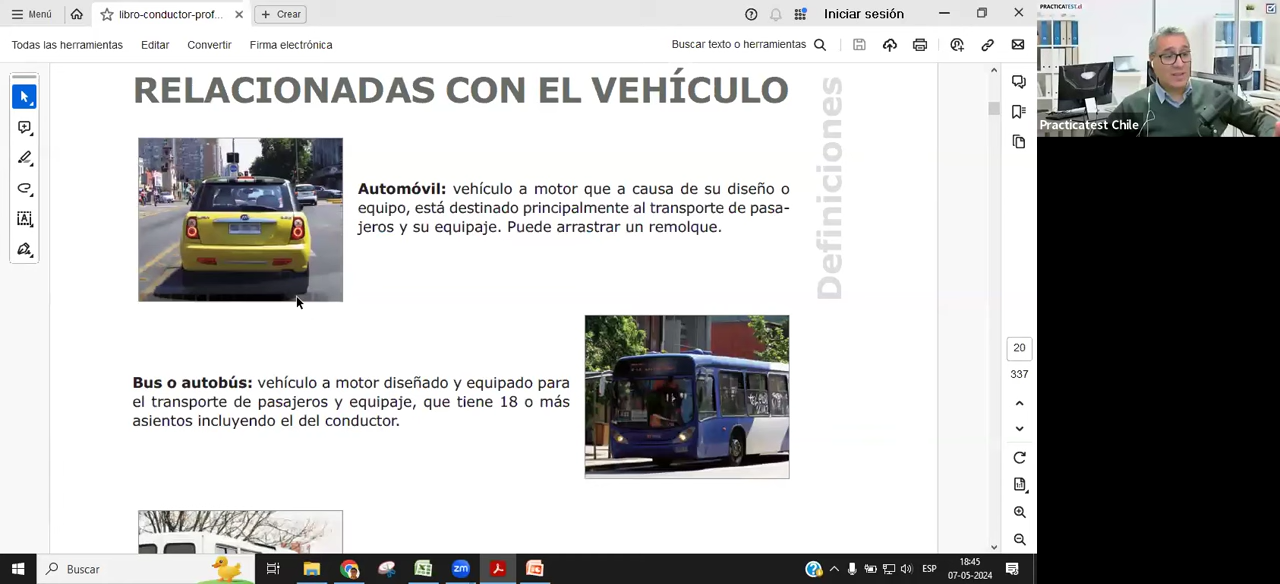 Menú
libro-conductor-prof...
Crear
Iniciar sesión
Todas las herramientas
Editar
Convertir
Firma electrónica
Buscar texto o herramientas
RELACIONADAS CON EL VEHÍCULO
Automóvil: vehículo a motor que a causa de su diseño o
equipo, está destinado principalmente al transporte de pasa-
jeros y su equipaje. Puede arrastrar un remolque.
Definiciones
Bus o autobús: vehículo a motor diseñado y equipado para
el transporte de pasajeros y equipaje, que tiene 18 o más
asientos incluyendo el del conductor.
20
337
PRACTICATEST.cl
Practicatest Chile
Buscar
zm
ESP
18:45
07-05-2024